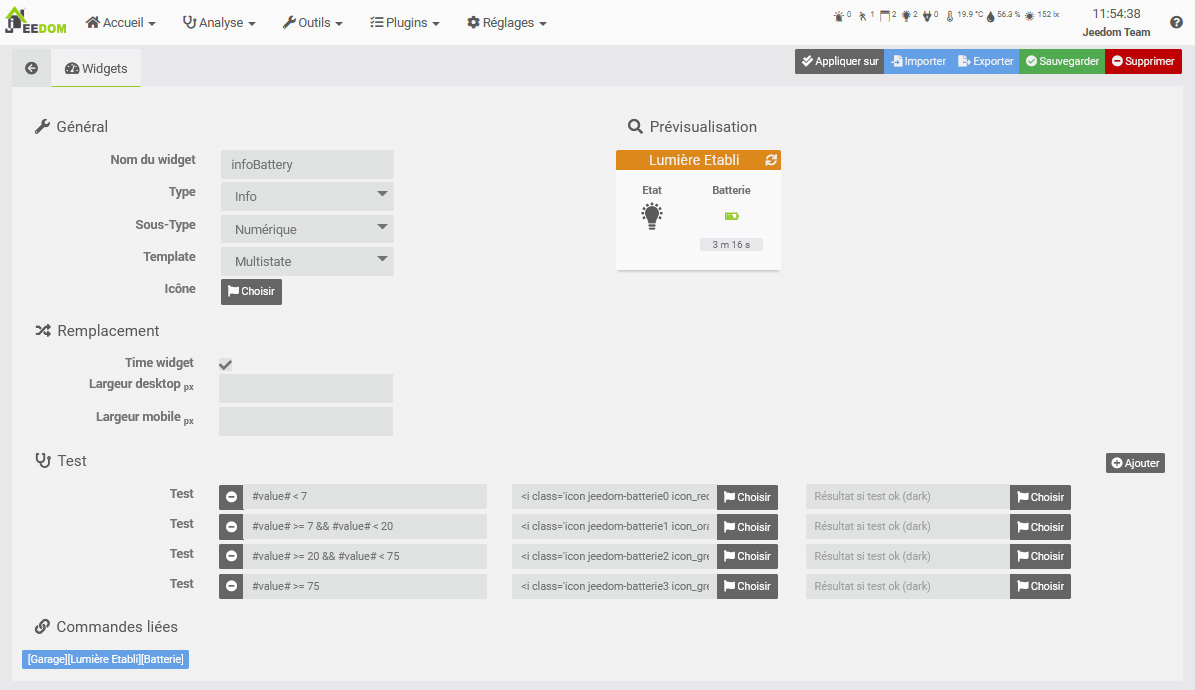 JEEDOM Accueil Analyse Outils Plugins Réglages 0 1 2 2 0 19.9 °C 56.3 % 152 lx 11:54:38
Jeedom Team
Widgets Appliquer sur Importer Exporter Sauvegarder Supprimer
Général
Nom du widget infoBattery
Type Info
Sous-Type Numérique
Template Multistate
Icône Choisir
Prévisualisation
Lumière Etabli
Etat Batterie
3 m 16 s
Remplacement
Time widget
Largeur desktop px
Largeur mobile px
Test Ajouter
Test #value# < 7 <i class='icon jeedom-batterie0 icon_red Choisir Résultat si test ok (dark) Choisir
Test #value# >= 7 && #value# < 20 <i class='icon jeedom-batterie1 icon_ora Choisir Résultat si test ok (dark) Choisir
Test #value# >= 20 && #value# < 75 <i class='icon jeedom-batterie2 icon_gre Choisir Résultat si test ok (dark) Choisir
Test #value# >= 75 <i class='icon jeedom-batterie3 icon_gre Choisir Résultat si test ok (dark) Choisir
Commandes liées
[Garage][Lumière Etabli][Batterie]